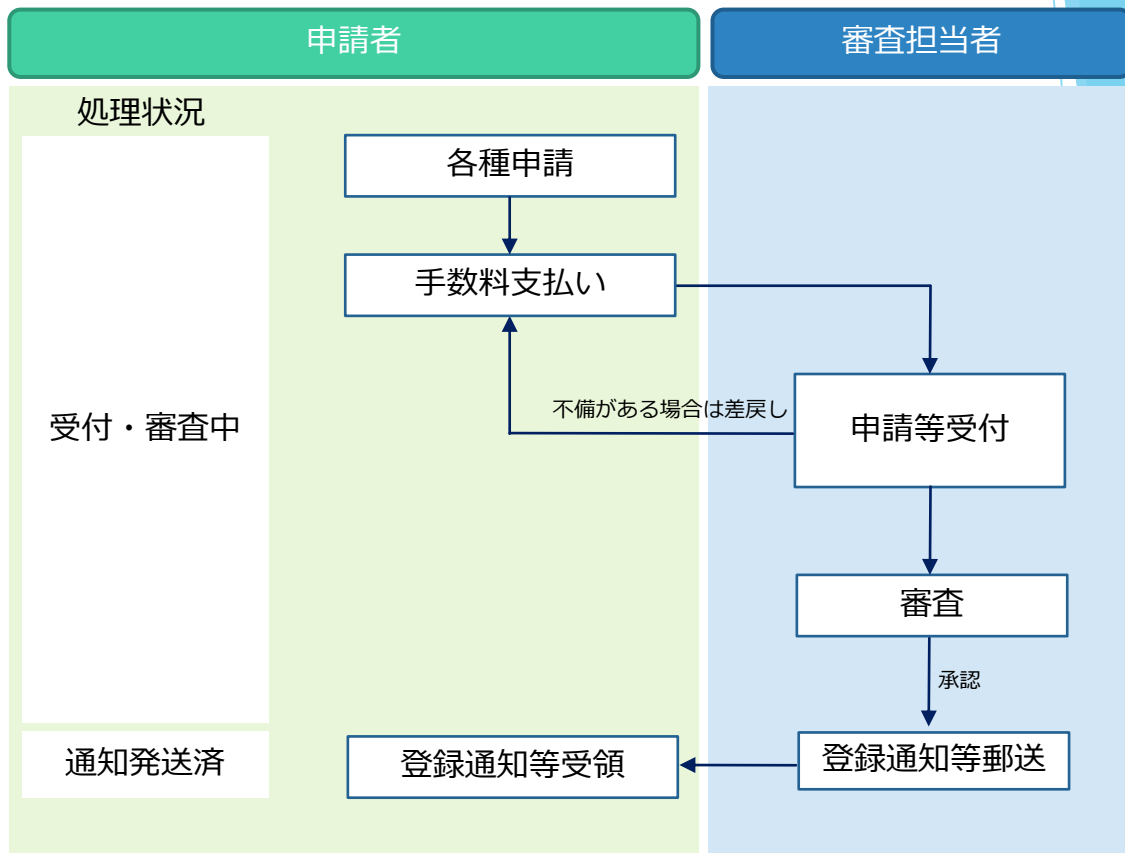 申請者
審査担当者
処理状況
各種申請
手数料支払い
不備がある場合は差戻し
受付・審査中
申請等受付
審査
承認
通知発送済
登録通知等受領
登録通知等郵送